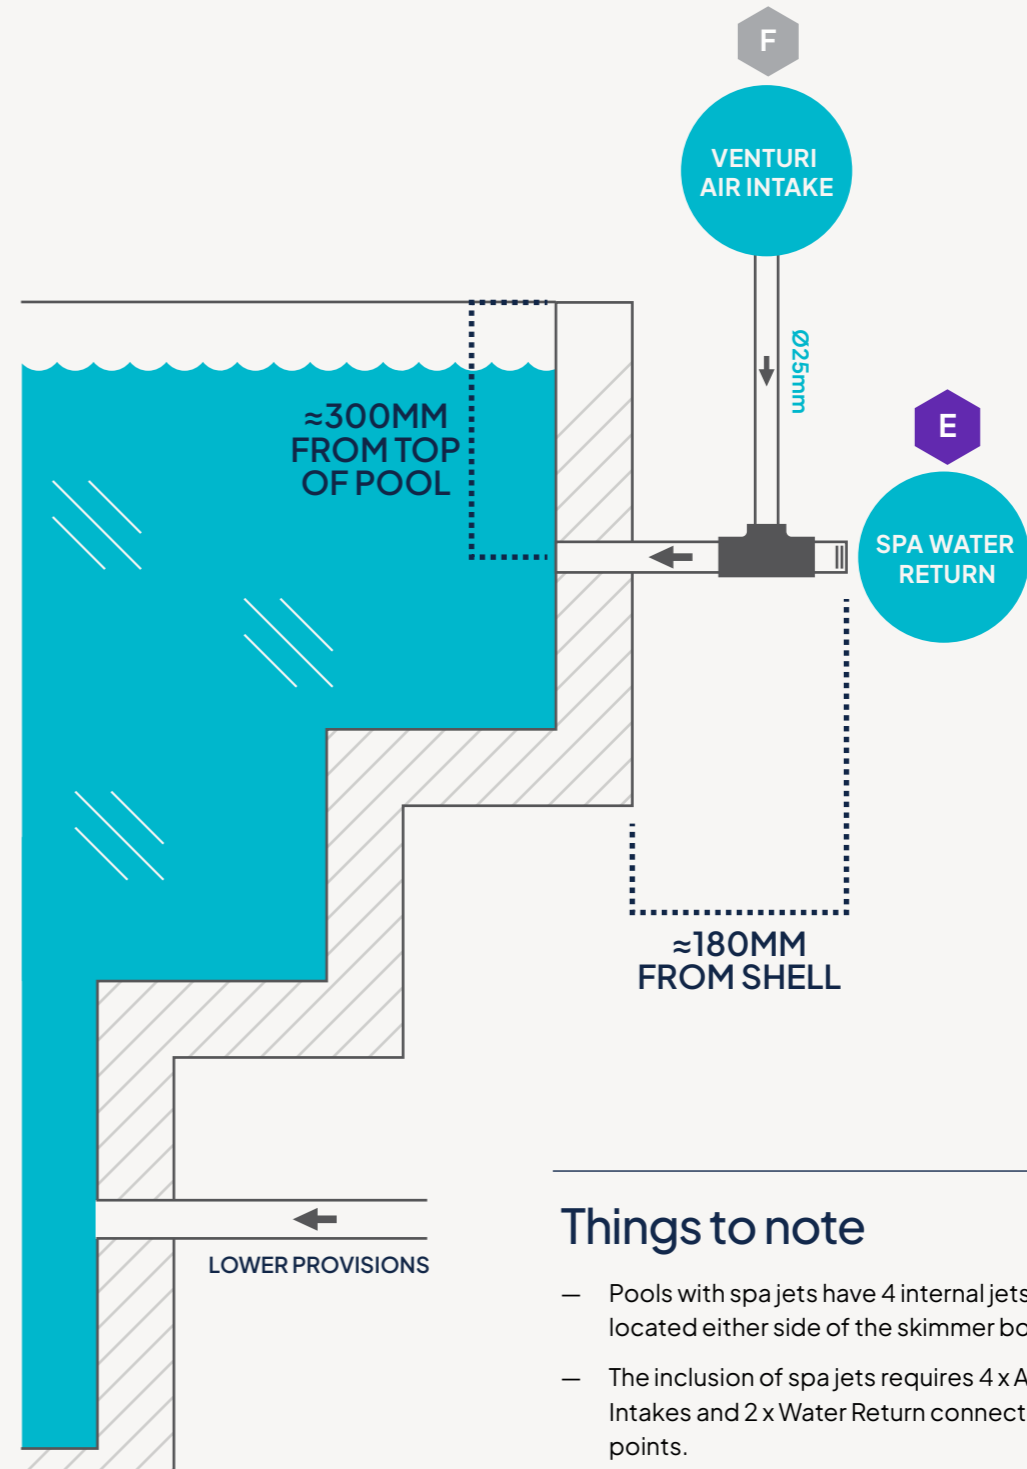 F
VENTURI
AIR INTAKE
Ø25mm
≈300MM
FROM TOP
OF POOL
E
SPA WATER
RETURN
≈180MM
FROM SHELL
LOWER PROVISIONS
Things to note
— Pools with spa jets have 4 internal jets
located either side of the skimmer
— The inclusion of spa jets requires 4 x
Intakes and 2 x Water Return
points.